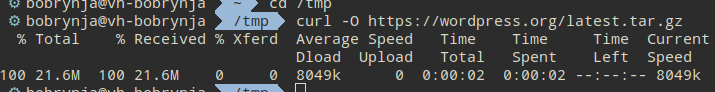 bobrynja@vh-bobrynja ~ cd /tmp
bobrynja@vh-bobrynja /tmp curl -O https://wordpress.org/latest.tar.gz
% Total % Received % Xferd Average Speed Time Time Time Current
Dload Upload Total Spent Left Speed
100 21.6M 100 21.6M 0 0 8049k 0 0:00:02 0:00:02 --:--:-- 8049k
bobrynja@vh-bobrynja /tmp